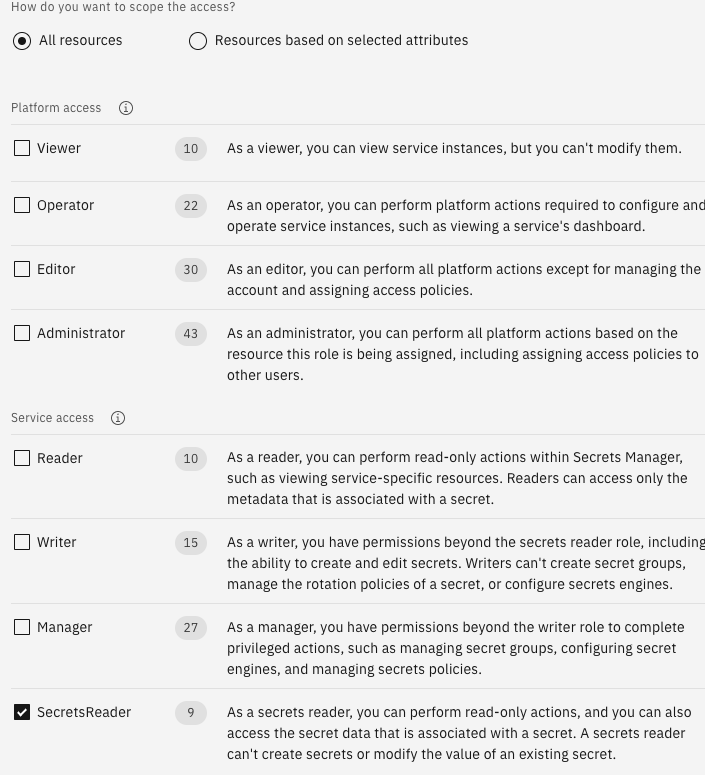 How do you want to scope the access?
All resources
Resources based on selected attributes
Platform access
Viewer 10 As a viewer, you can view service instances, but you can't modify them.
Operator 22 As an operator, you can perform platform actions required to configure and
operate service instances, such as viewing a service's dashboard.
Editor 30 As an editor, you can perform all platform actions except for managing the
account and assigning access policies.
Administrator 43 As an administrator, you can perform all platform actions based on the
resource this role is being assigned, including assigning access policies to
other users.
Service access
Reader 10 As a reader, you can perform read-only actions within Secrets Manager,
such as viewing service-specific resources. Readers can access only the
metadata that is associated with a secret.
Writer 15 As a writer, you have permissions beyond the secrets reader role, including
the ability to create and edit secrets. Writers can't create secret groups,
manage the rotation policies of a secret, or configure secrets engines.
Manager 27 As a manager, you have permissions beyond the writer role to complete
privileged actions, such as managing secret groups, configuring secret
engines, and managing secrets policies.
SecretsReader 9 As a secrets reader, you can perform read-only actions, and you can also
access the secret data that is associated with a secret. A secrets reader
can't create secrets or modify the value of an existing secret.